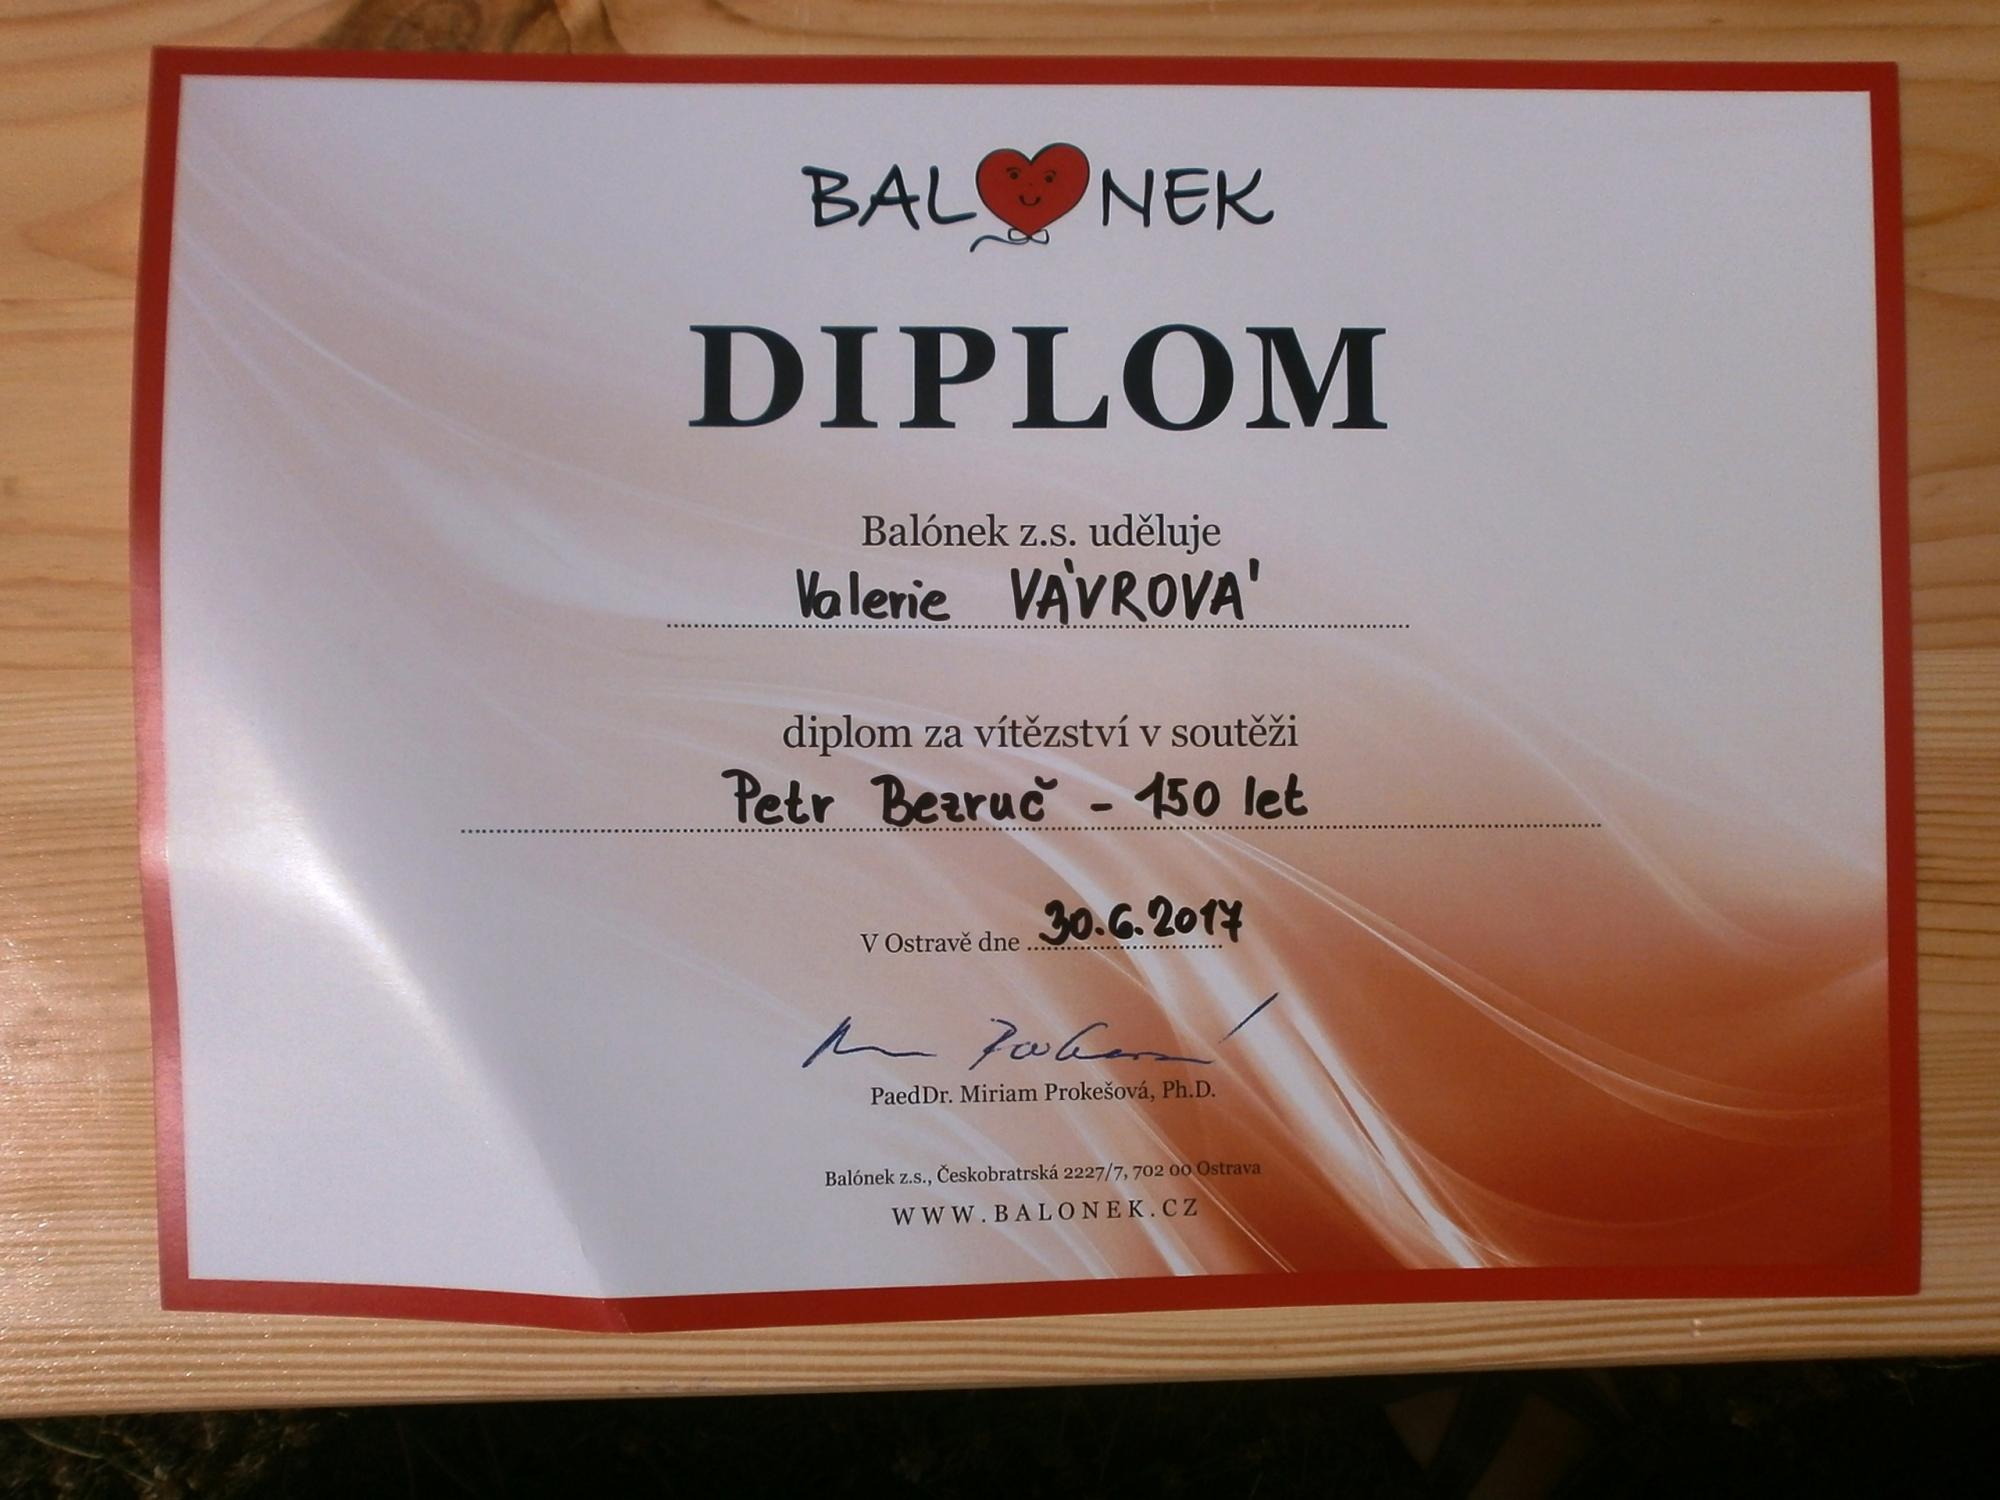 BALONEK
DIPLOM
Balónek z.s. uděluje
Valerie VÁVROVÁ
diplom za vítězství v soutěži
Petr Bezruč - 150 let
V Ostravě dne 30.6.2017
PaedDr. Miriam Prokešová, Ph.D.
Balónek z.s., Českobratrská 2227/7, 702 00 Ostrava
WWW.BALONEK.CZ